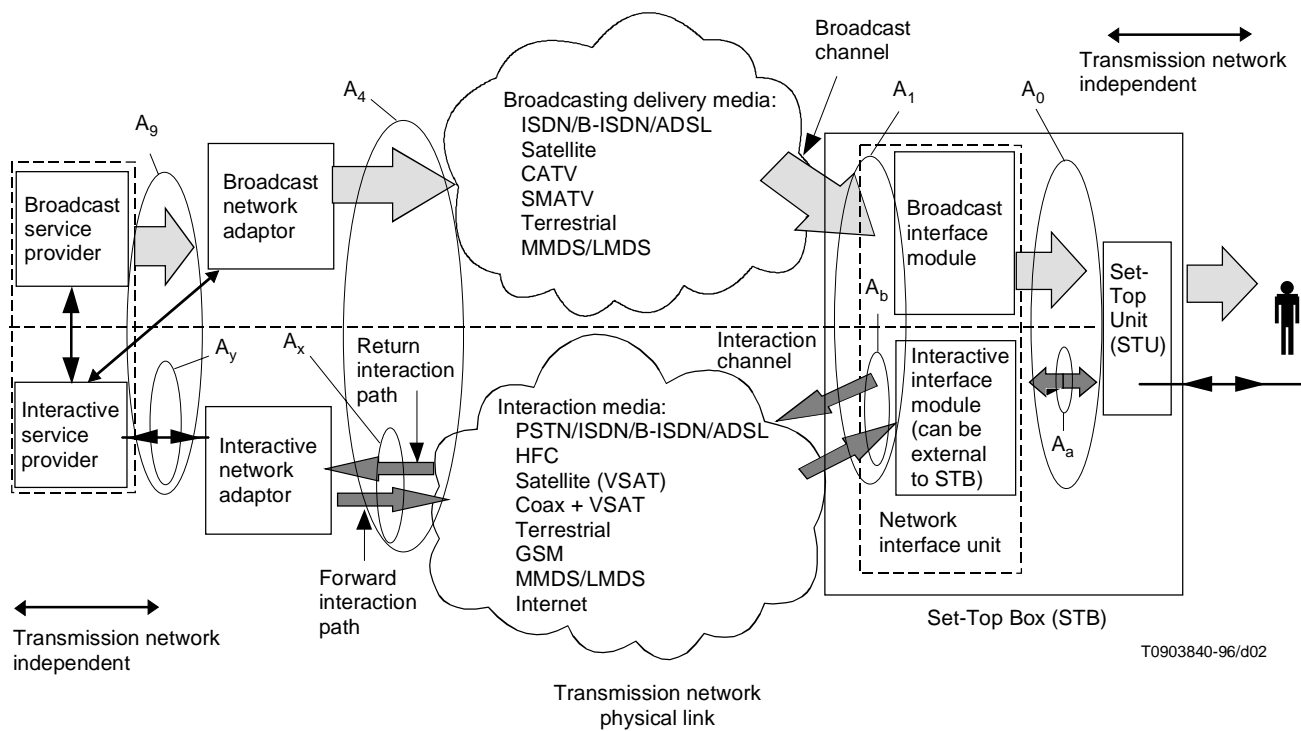 Broadcast
channel
Transmission network
independent
A4
A1
A0
A9
Broadcasting delivery media:
ISDN/B-ISDN/ADSL
Satellite
CATV
SMATV
Terrestrial
MMDS/LMDS
Broadcast
service
provider
Broadcast
network
adaptor
Broadcast
interface
module
Set-
Top
Unit
(STU)
Ab
Ay
Ax
Return
interaction
path
Interaction
channel
Interactive
service
provider
Interactive
network
adaptor
Interaction media:
PSTN/ISDN/B-ISDN/ADSL
HFC
Satellite (VSAT)
Coax + VSAT
Terrestrial
GSM
MMDS/LMDS
Internet
Interactive
interface
module
(can be
external
to STB)
Aa
Network
interface unit
Forward
interaction
path
Transmission network
independent
Set-Top Box (STB)
T0903840-96/d02
Transmission network
physical link